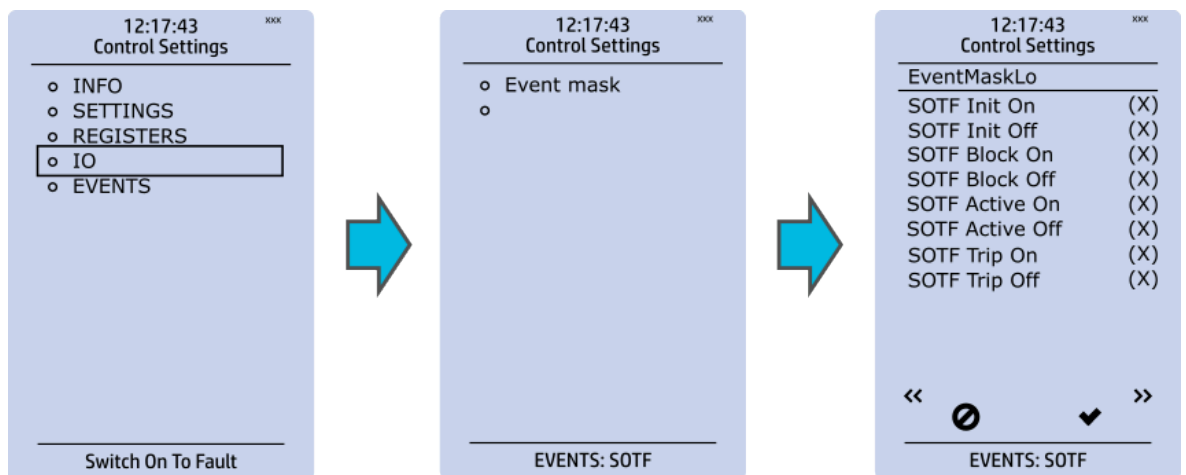 12:17:43 xxx
Control Settings
INFO
SETTINGS
REGISTERS
IO
EVENTS
Switch On To Fault
12:17:43 xxx
Control Settings
Event mask
EVENTS: SOTF
12:17:43 xxx
Control Settings
EventMaskLo
SOTF Init On (X)
SOTF Init Off (X)
SOTF Block On (X)
SOTF Block Off (X)
SOTF Active On (X)
SOTF Active Off (X)
SOTF Trip On (X)
SOTF Trip Off (X)
<< >>
EVENTS: SOTF